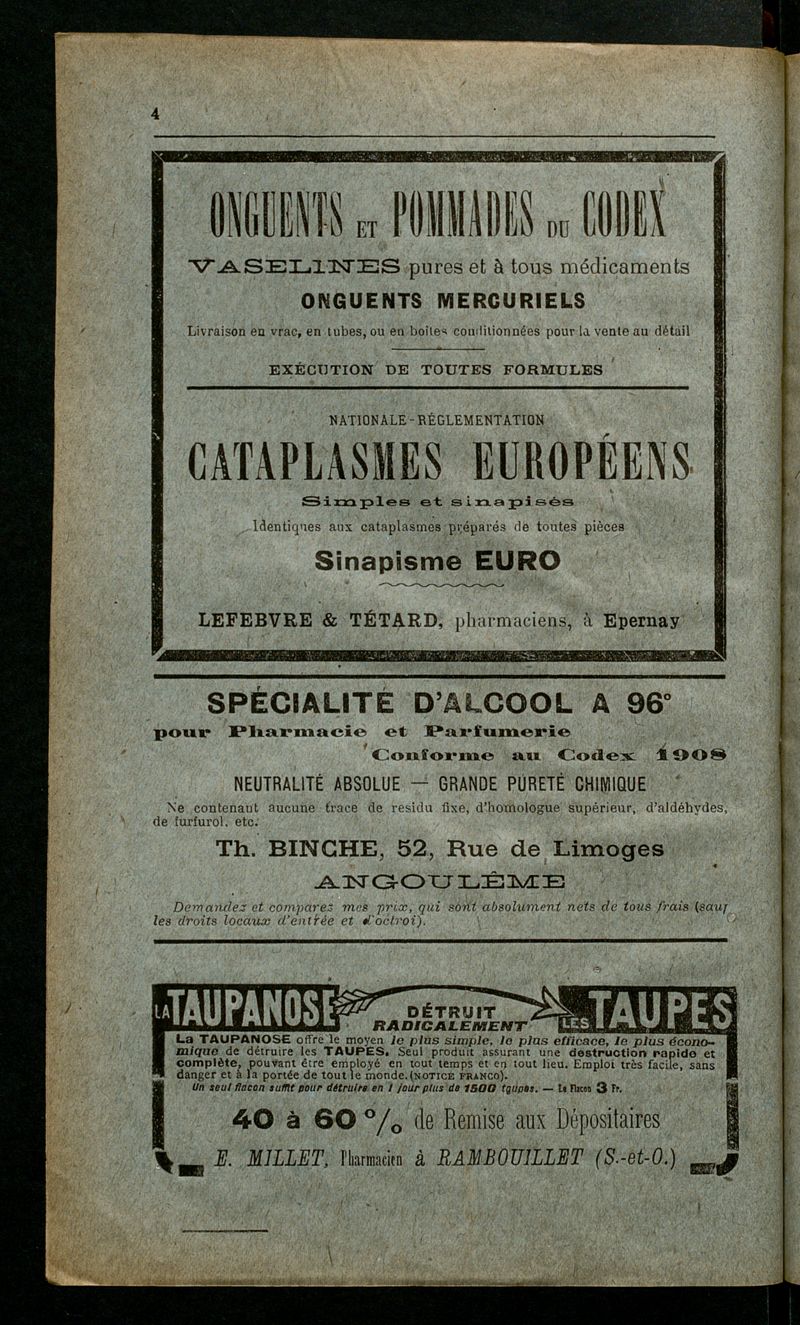 4
ONGUENTS ET POMMADES DU CODEX
VASELINES pures et à tous médicaments
ONGUENTS MERCURIELS
Livraison en vrac, en tubes, ou en boîtes conditionnées pour la vente au détail
EXÉCUTION DE TOUTES FORMULES
NATIONALE-RÉGLEMENTATION
CATAPLASMES EUROPÉENS
Simples et sinapisés
Identiques aux cataplasmes préparés de toutes pièces
Sinapisme EURO
LEFEBVRE & TÉTARD, pharmaciens, à Epernay
SPÉCIALITÉ D'ALCOOL A 96°
pour Pharmacie et Parfumerie
Conforme au Codex 1908
NEUTRALITÉ ABSOLUE — GRANDE PURETÉ CHIMIQUE
Ne contenant aucune trace de residu fixe, d'homologue supérieur, d'aldéhydes,
de furfurol, etc.
Th. BINCHE, 52, Rue de Limoges
ANGOULÊME
Demandez et comparez mes prix, qui sont absolument nets de tous frais (sauf
les droits locaux d'entrée et d'octroi).
LA TAUPANOSE DÉTRUIT RADICALEMENT LES TAUPES
La TAUPANOSE offre le moyen le plus simple, le plus efficace, le plus écono-
mique de détruire les TAUPES. Seul produit assurant une destruction rapide et
complète, pouvant être employé en tout temps et en tout lieu. Emploi très facile, sans
danger et à la portée de tout le monde. (NOTICE FRANCO).
Un seul flacon suffit pour détruire en 1 jour plus de 1500 taupes. — Le Flacon 3 Fr.
40 à 60 % de Remise aux Dépositaires
E. MILLET, Pharmacien à RAMBOUILLET (S.-et-O.)